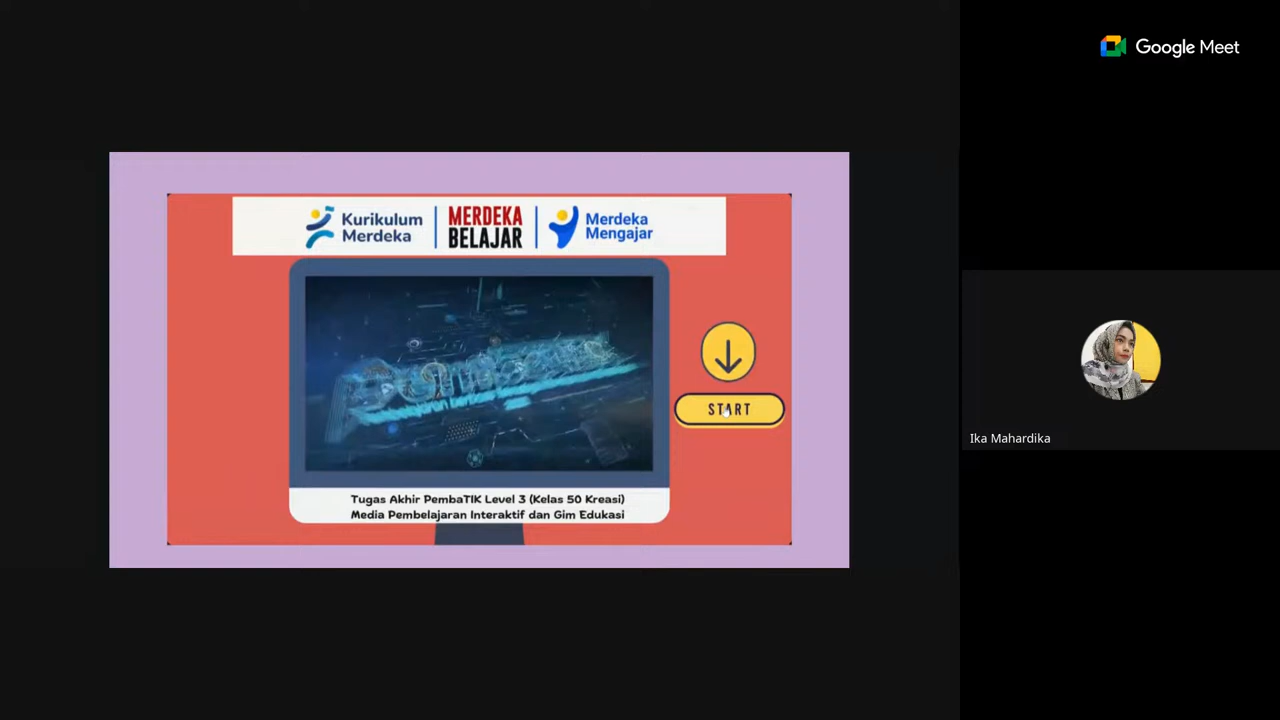 Google Meet
Kurikulum
Merdeka
MERDEKA
BELAJAR
Merdeka
Mengajar
START
Tugas Akhir PembaTIK Level 3 (Kelas 50 Kreasi)
Media Pembelajaran Interaktif dan Gim Edukasi
Ika Mahardika